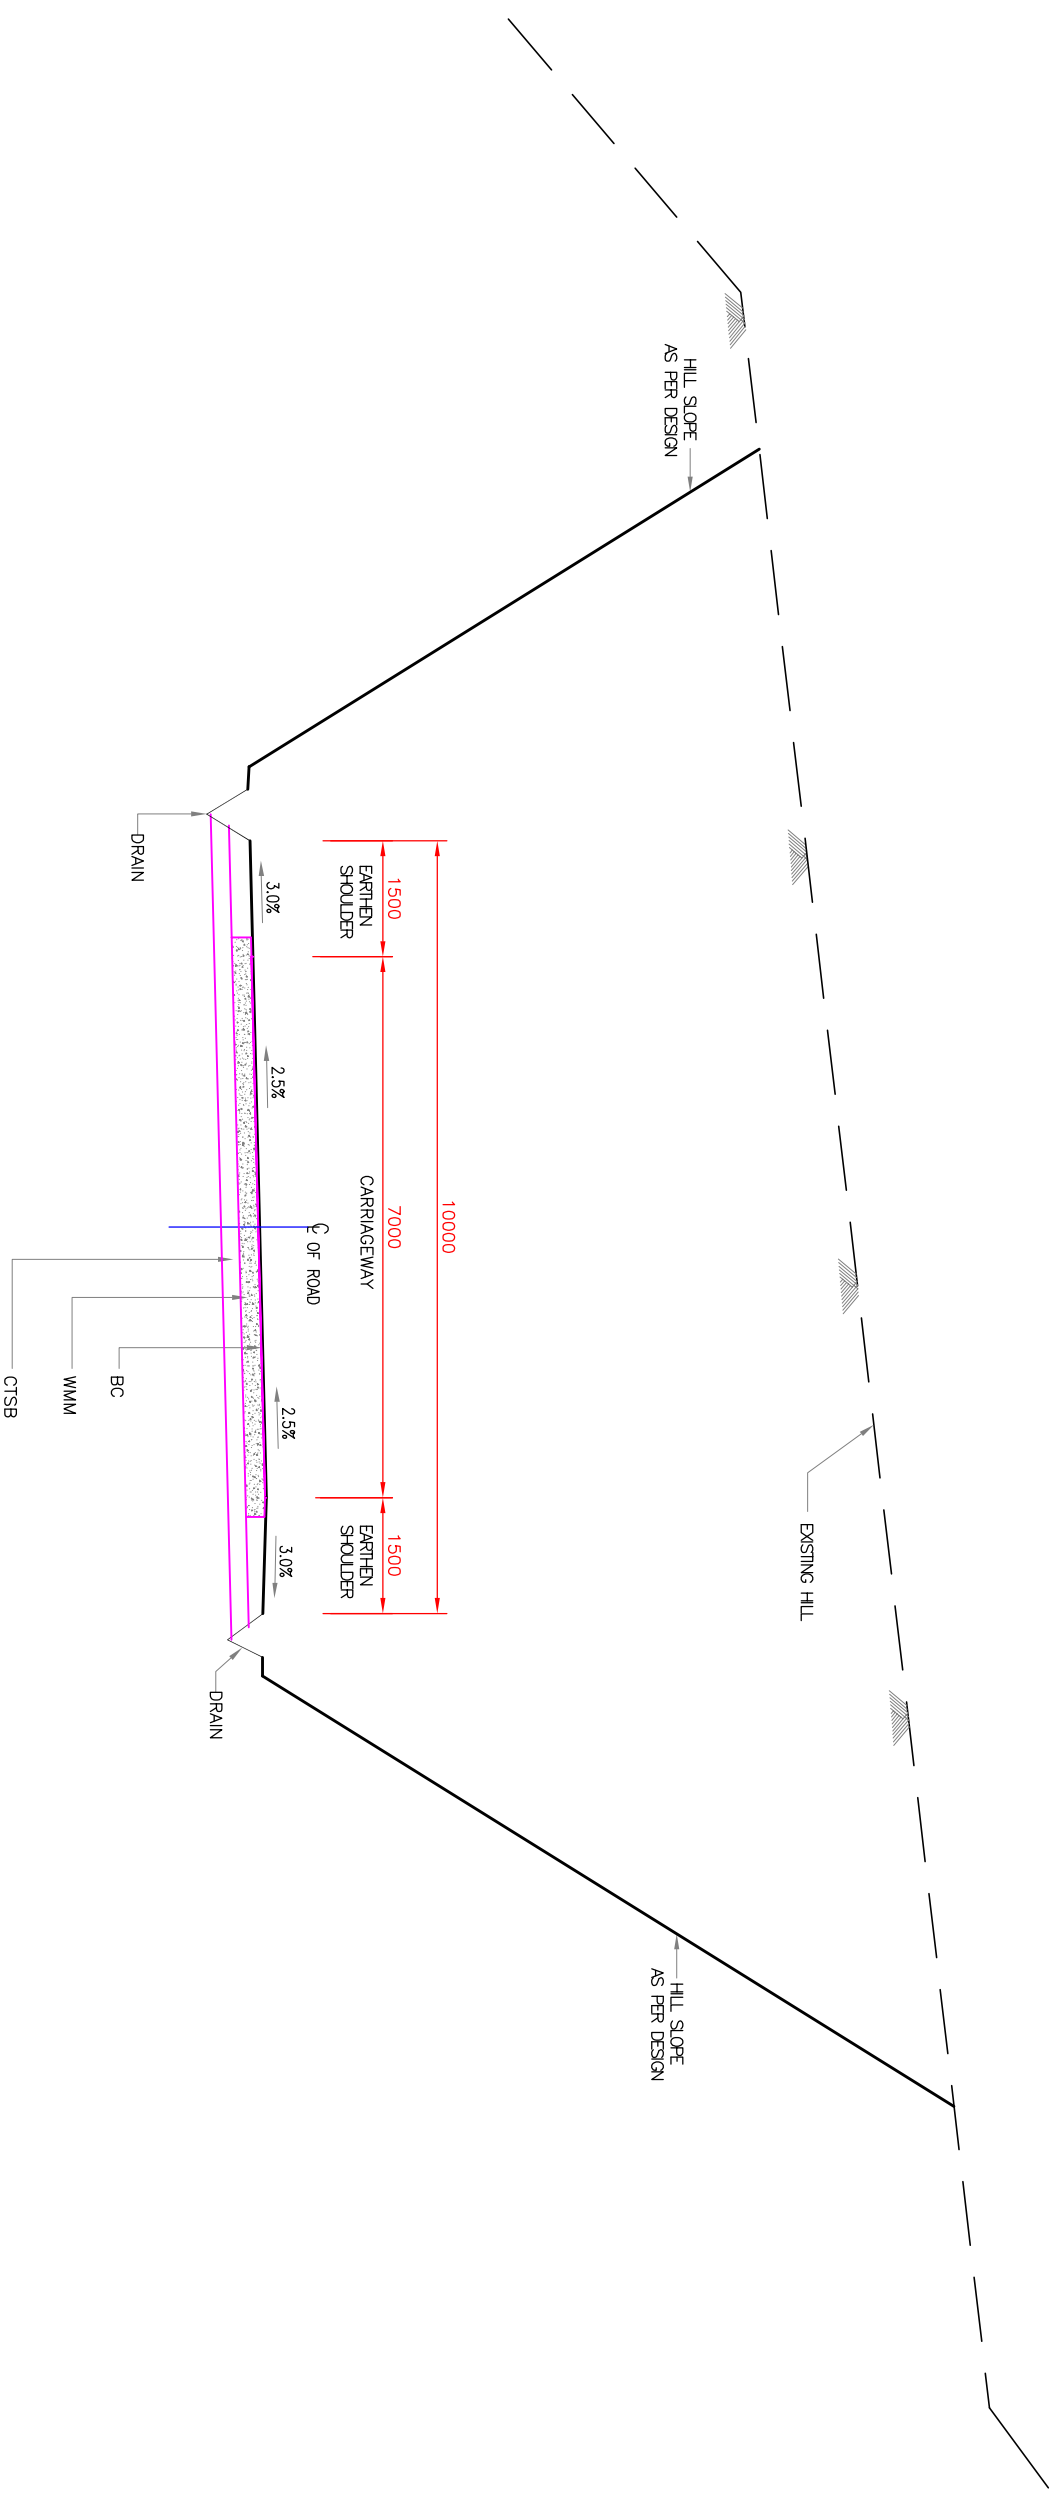 EXISTING HILL
HILL SLOPE
AS PER DESIGN
HILL SLOPE
AS PER DESIGN
10000
1500
7000
1500
EARTHEN
SHOULDER
CARRIAGEWAY
EARTHEN
SHOULDER
C
L OF ROAD
3.0%
2.5%
2.5%
3.0%
DRAIN
DRAIN
BC
WMM
CTSB